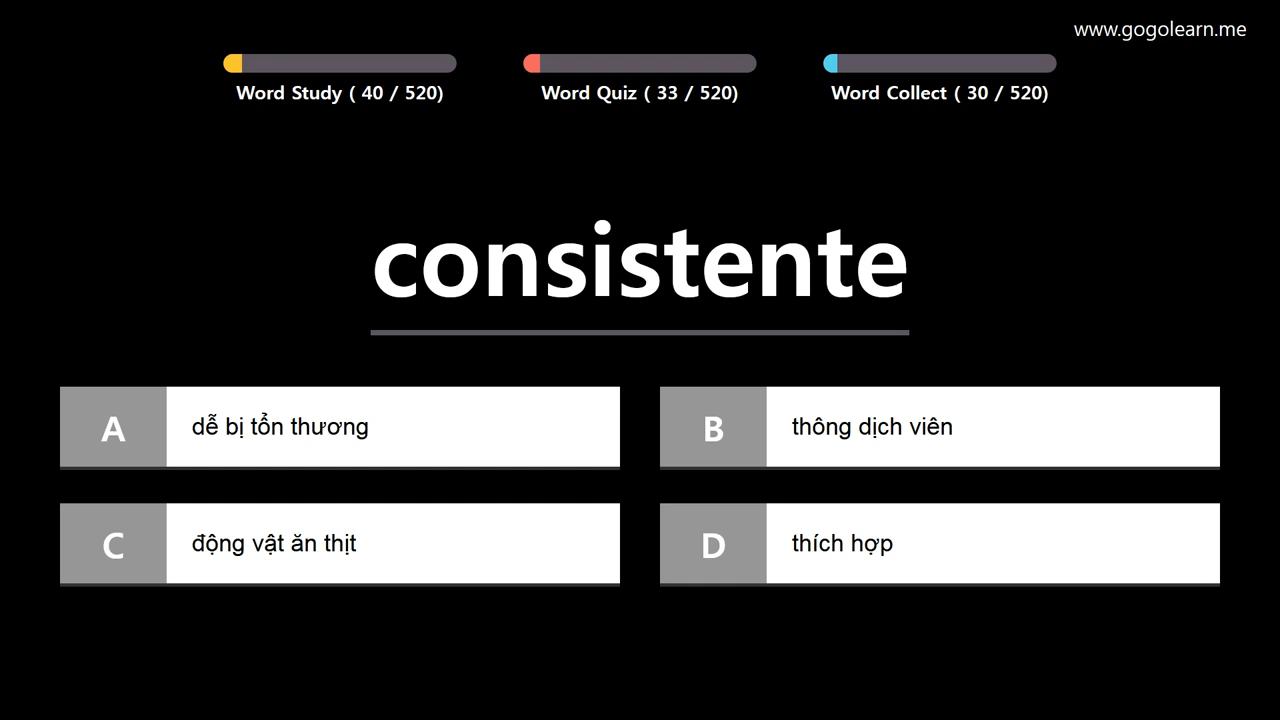 www.gogolearn.me
Word Study ( 40 / 520)
Word Quiz ( 33 / 520)
Word Collect ( 30 / 520)
consistente
A dễ bị tổn thương
B thông dịch viên
C động vật ăn thịt
D thích hợp